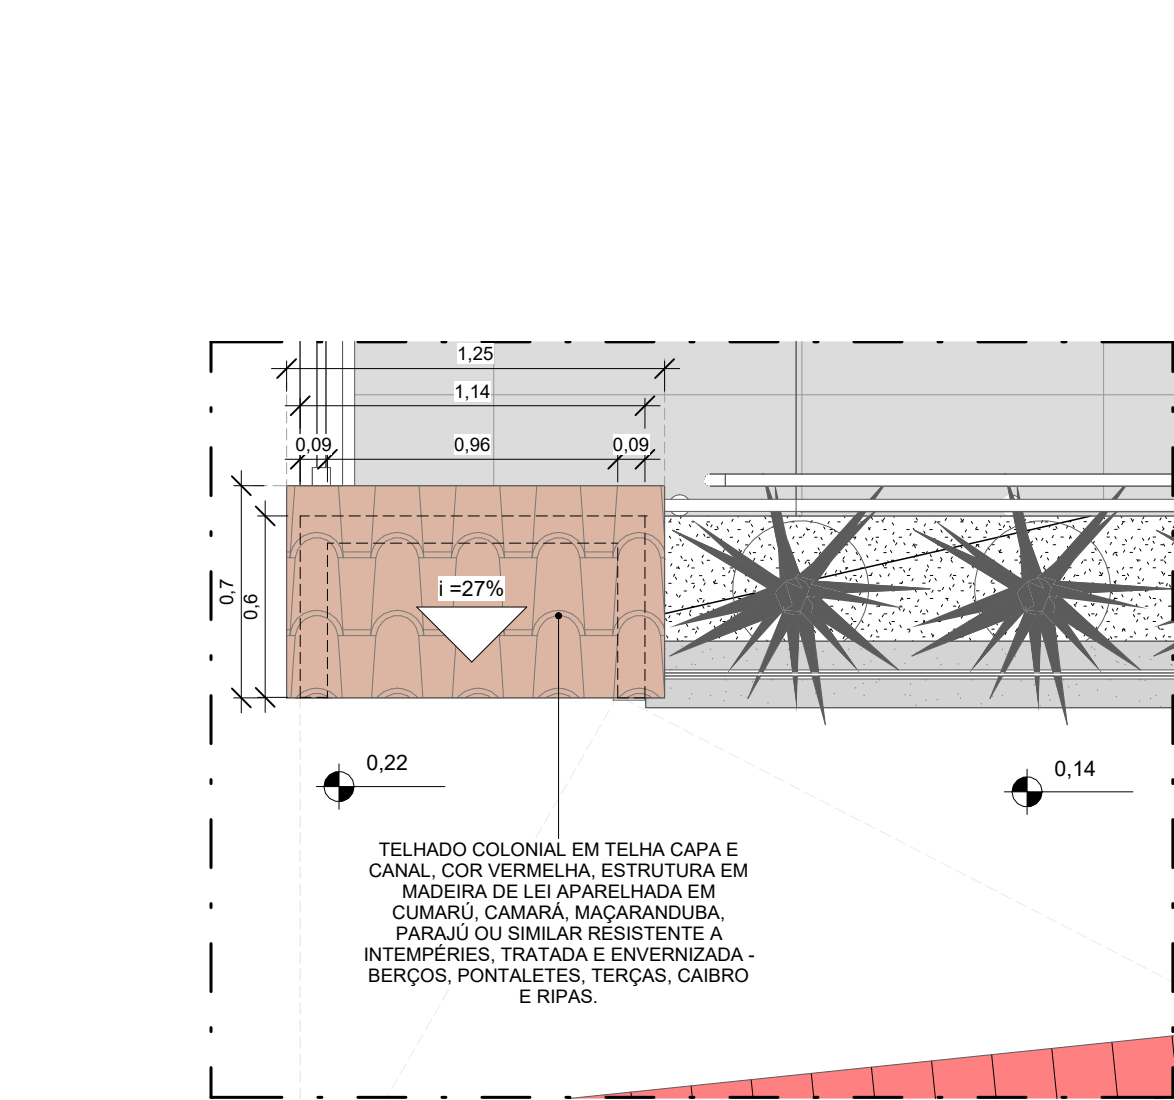 1,25
1,14
0,09
0,96
0,09
0,7
0,6
i =27%
0,22
0,14
TELHADO COLONIAL EM TELHA CAPA E
CANAL, COR VERMELHA, ESTRUTURA EM
MADEIRA DE LEI APARELHADA EM
CUMARÚ, CAMARÁ, MAÇARANDUBA,
PARAJÚ OU SIMILAR RESISTENTE A
INTEMPÉRIES, TRATADA E ENVERNIZADA -
BERÇOS, PONTALETES, TERÇAS, CAIBRO
E RIPAS.